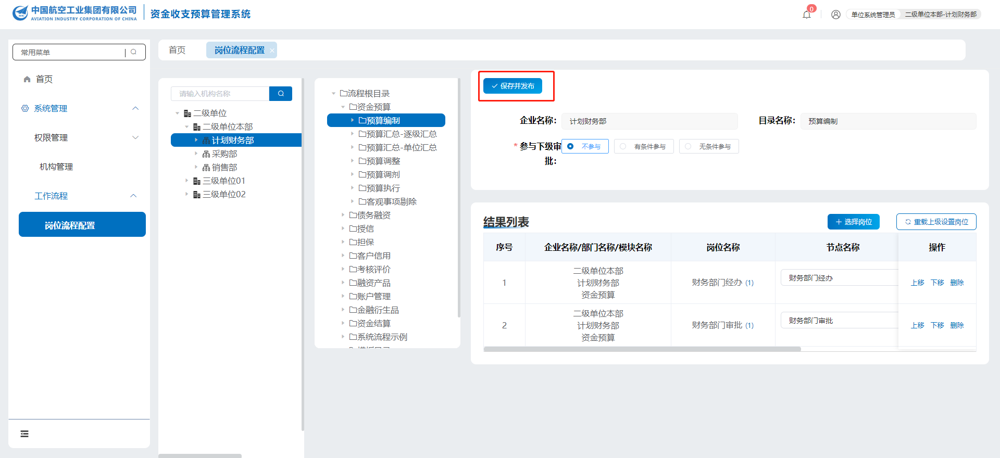 中国航空工业集团有限公司
AVIATION INDUSTRY CORPORATION OF CHINA
资金收支预算管理系统
0
单位系统管理员
二级单位本部-计划财务部
常用菜单
首页
系统管理
权限管理
机构管理
工作流程
岗位流程配置
首页
岗位流程配置
请输入机构名称
二级单位
二级单位本部
计划财务部
采购部
销售部
三级单位01
三级单位02
流程根目录
资金预算
预算编制
预算汇总-逐级汇总
预算汇总-单位汇总
预算调整
预算调剂
预算执行
客观事项剔除
债务融资
授信
担保
客户信用
考核评价
融资产品
账户管理
金融衍生品
资金结算
系统流程示例
保存并发布
企业名称：
计划财务部
目录名称：
预算编制
* 参与下级审
批：
不参与
有条件参与
无条件参与
结果列表
选择岗位
重载上级设置岗位
序号
企业名称/部门名称/模块名称
岗位名称
节点名称
操作
1
二级单位本部
计划财务部
资金预算
财务部门经办 (1)
财务部门经办
上移 下移 删除
2
二级单位本部
计划财务部
资金预算
财务部门审批 (1)
财务部门审批
上移 下移 删除